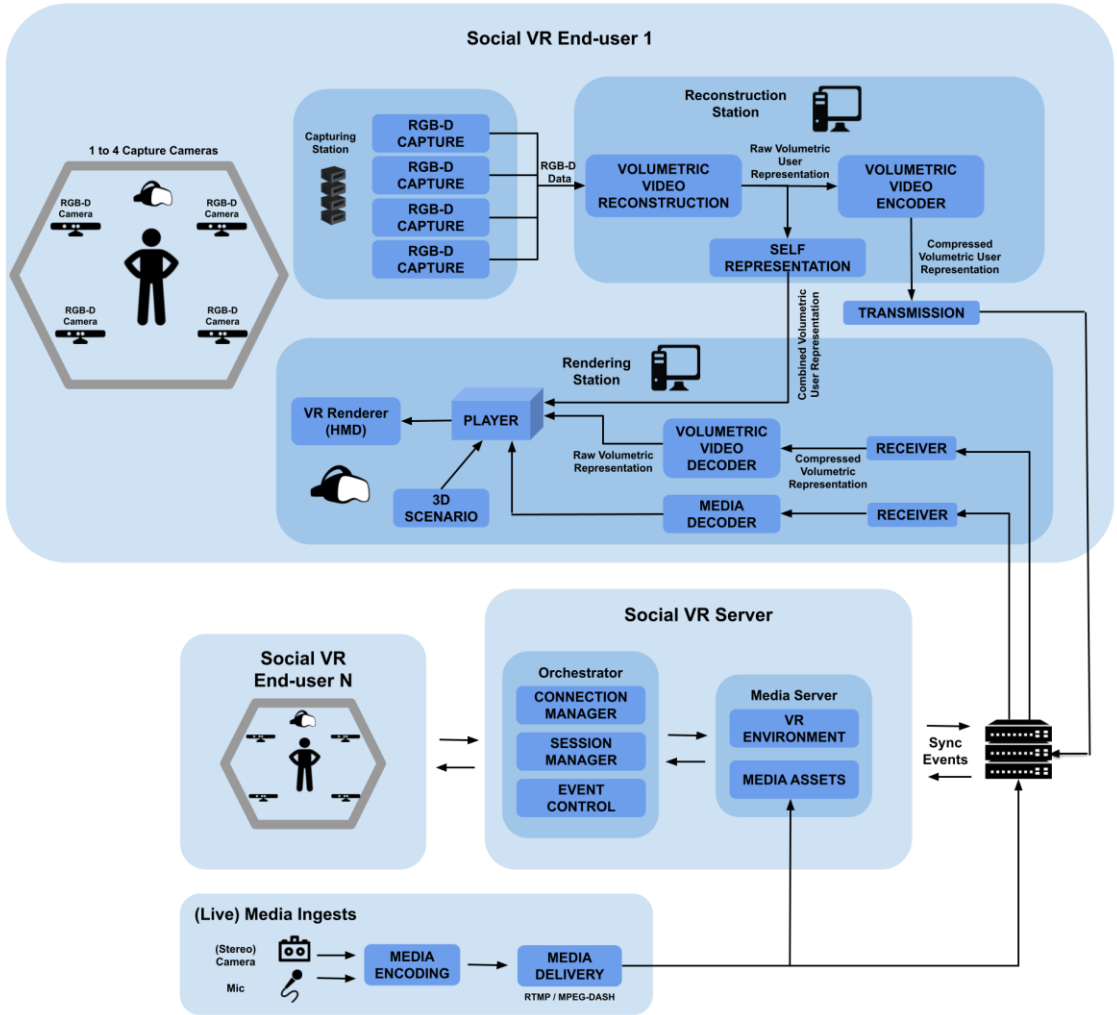 Social VR End-user 1
1 to 4 Capture Cameras
RGB-D
Camera
RGB-D
Camera
RGB-D
Camera
RGB-D
Camera
Capturing
Station
RGB-D
CAPTURE
RGB-D
CAPTURE
RGB-D
CAPTURE
RGB-D
CAPTURE
RGB-D
Data
Reconstruction
Station
VOLUMETRIC
VIDEO
RECONSTRUCTION
Raw Volumetric
User
Representation
VOLUMETRIC
VIDEO
ENCODER
SELF
REPRESENTATION
Compressed
Volumetric User
Representation
TRANSMISSION
Combined Volumetric
User Representation
Rendering
Station
VR Renderer
(HMD)
PLAYER
3D
SCENARIO
Raw Volumetric
Representation
VOLUMETRIC
VIDEO
DECODER
Compressed
Volumetric
Representation
RECEIVER
MEDIA
DECODER
RECEIVER
Social VR
End-user N
Social VR Server
Orchestrator
CONNECTION
MANAGER
SESSION
MANAGER
EVENT
CONTROL
Media Server
VR
ENVIRONMENT
MEDIA ASSETS
Sync
Events
(Live) Media Ingests
(Stereo)
Camera
Mic
MEDIA
ENCODING
MEDIA
DELIVERY
RTMP / MPEG-DASH